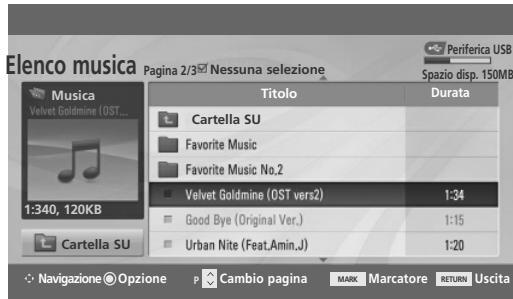 Periferica USB
Elenco musica Pagina 2/3 Nessuna selezione
Spazio disp. 150MB
Musica
Velvet Goldmine (OST...
1:340, 120KB
Cartella SU
Titolo Durata
Cartella SU
Favorite Music
Favorite Music No.2
Velvet Goldmine (OST vers2) 1:34
Good Bye (Original Ver.) 1:15
Urban Nite (Feat.Amin.J) 1:20
Navigazione Opzione P Cambio pagina MARK Marcatore RETURN Uscita